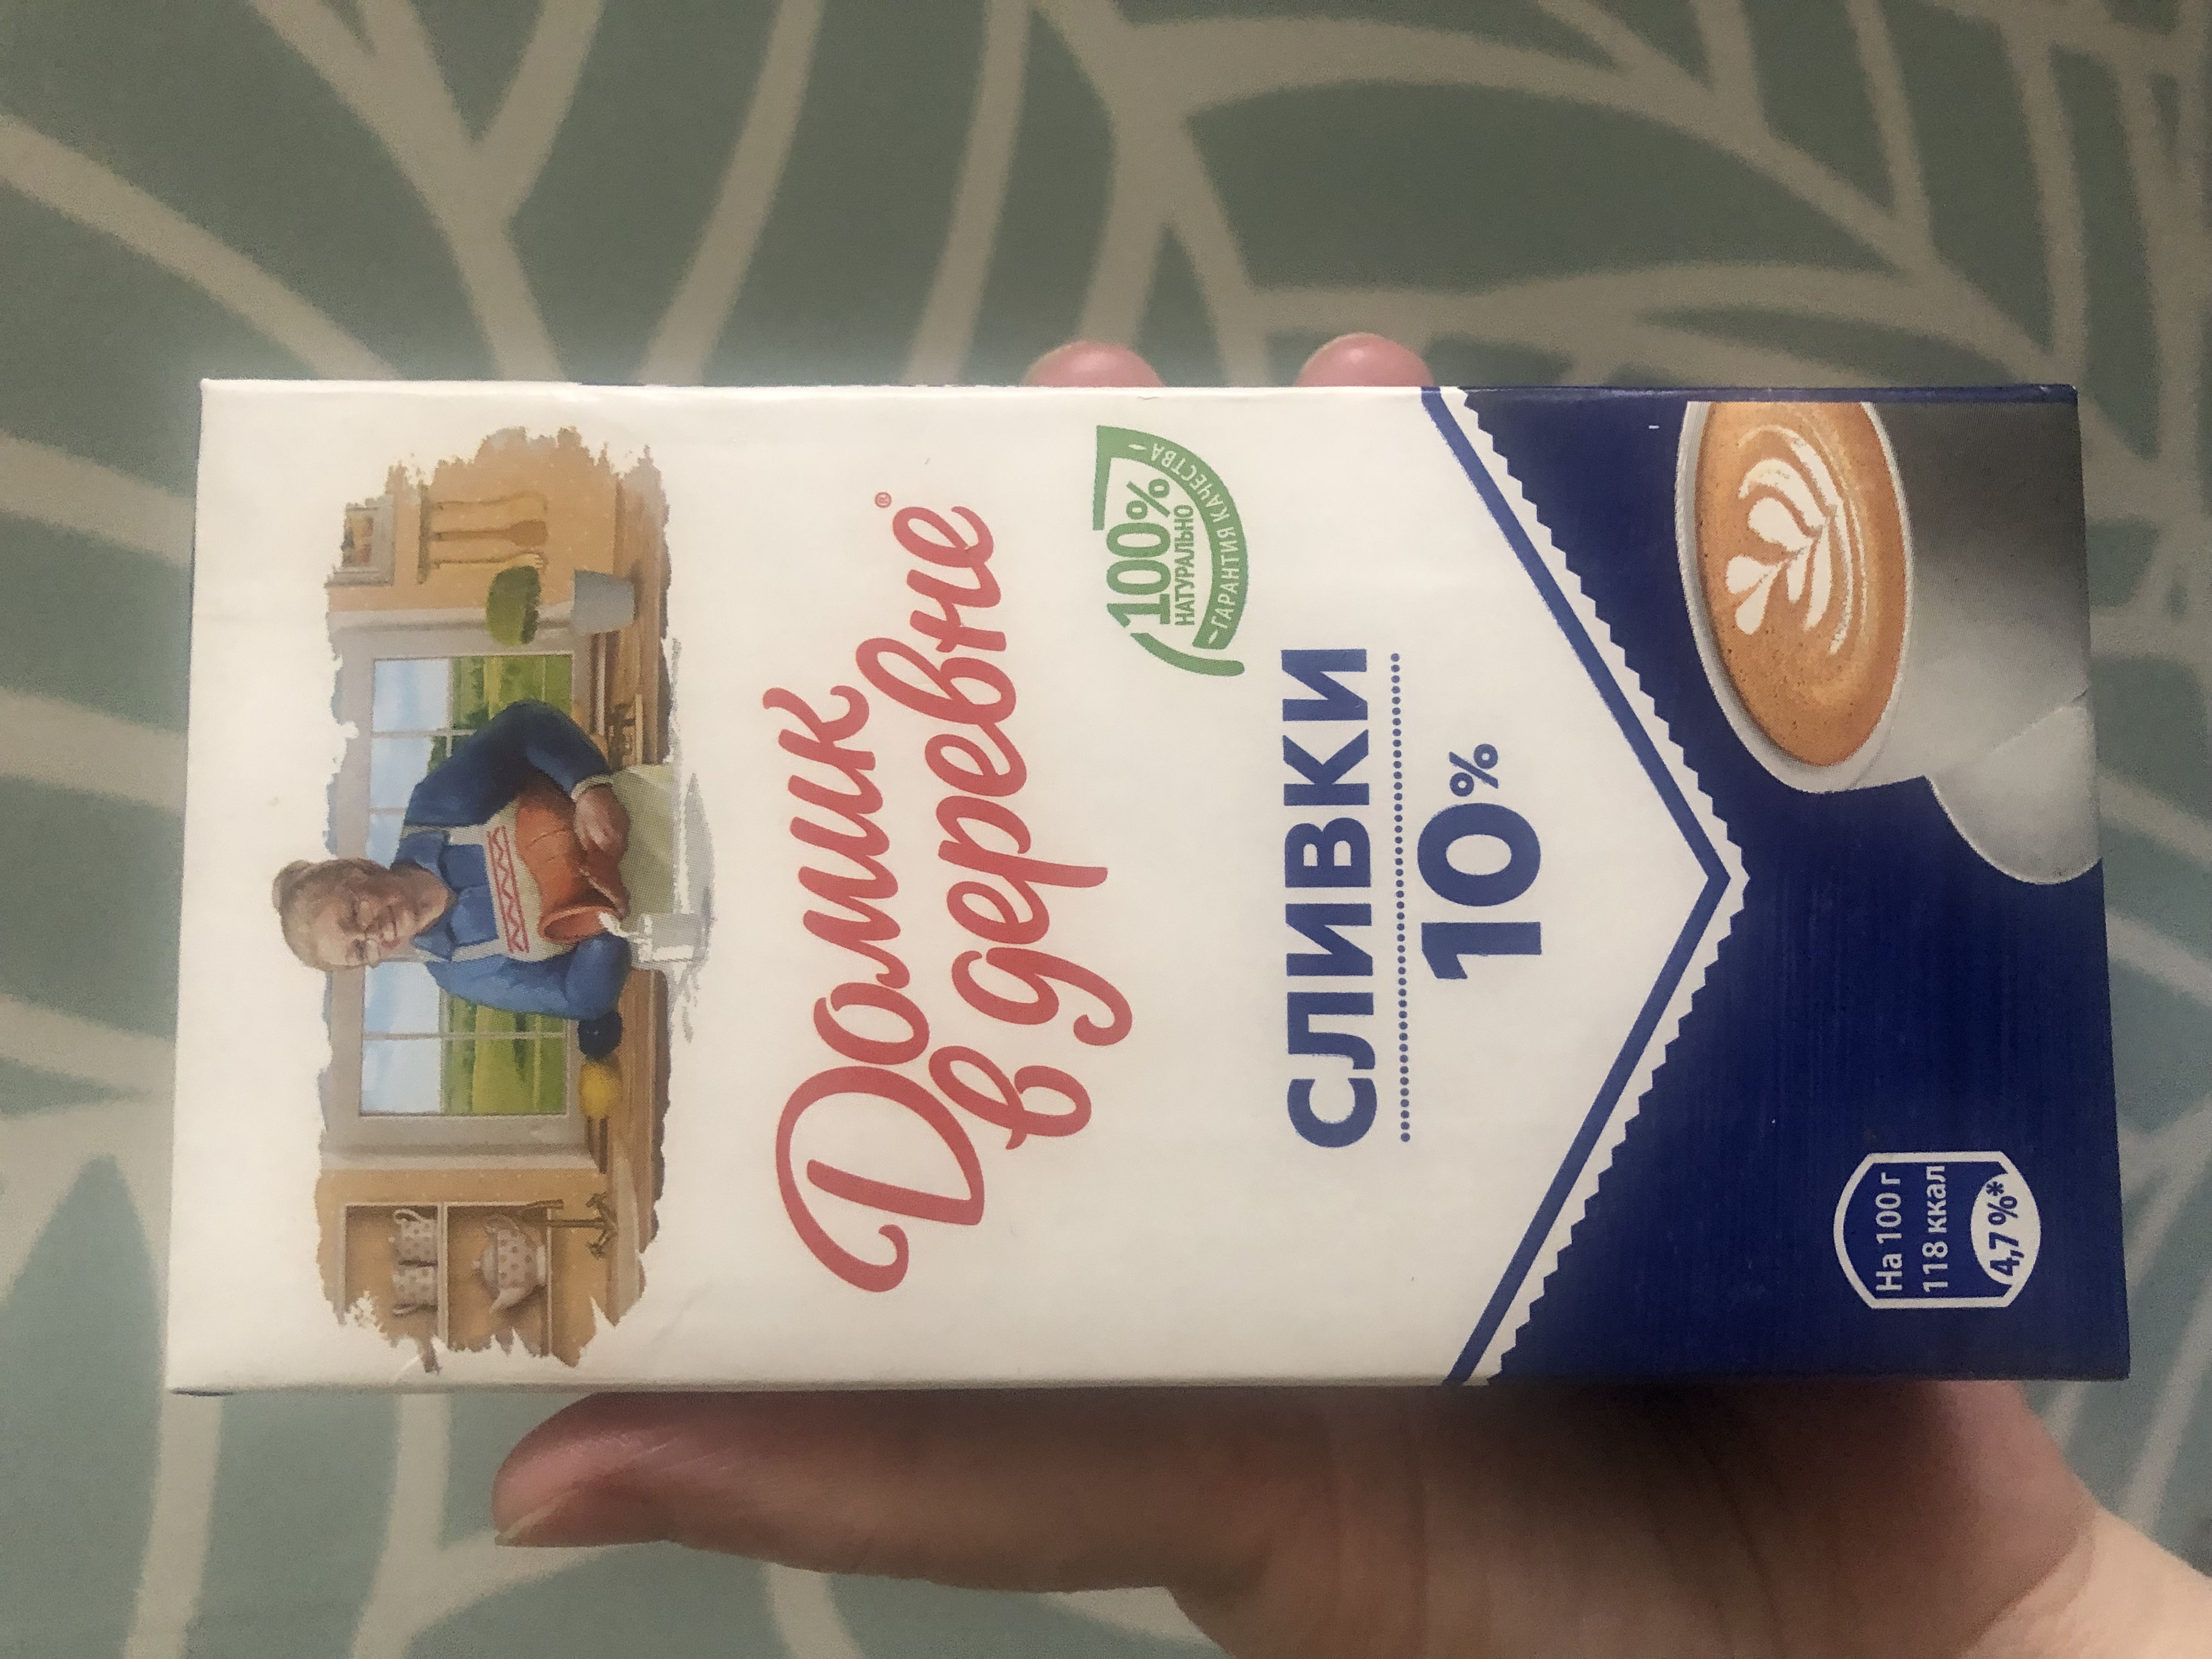 Домик
в деревне®
100%
НАТУРАЛЬНО
ГАРАНТИЯ КАЧЕСТВА
СЛИВКИ
10%
На 100 г
118 ккал
4,7 %*